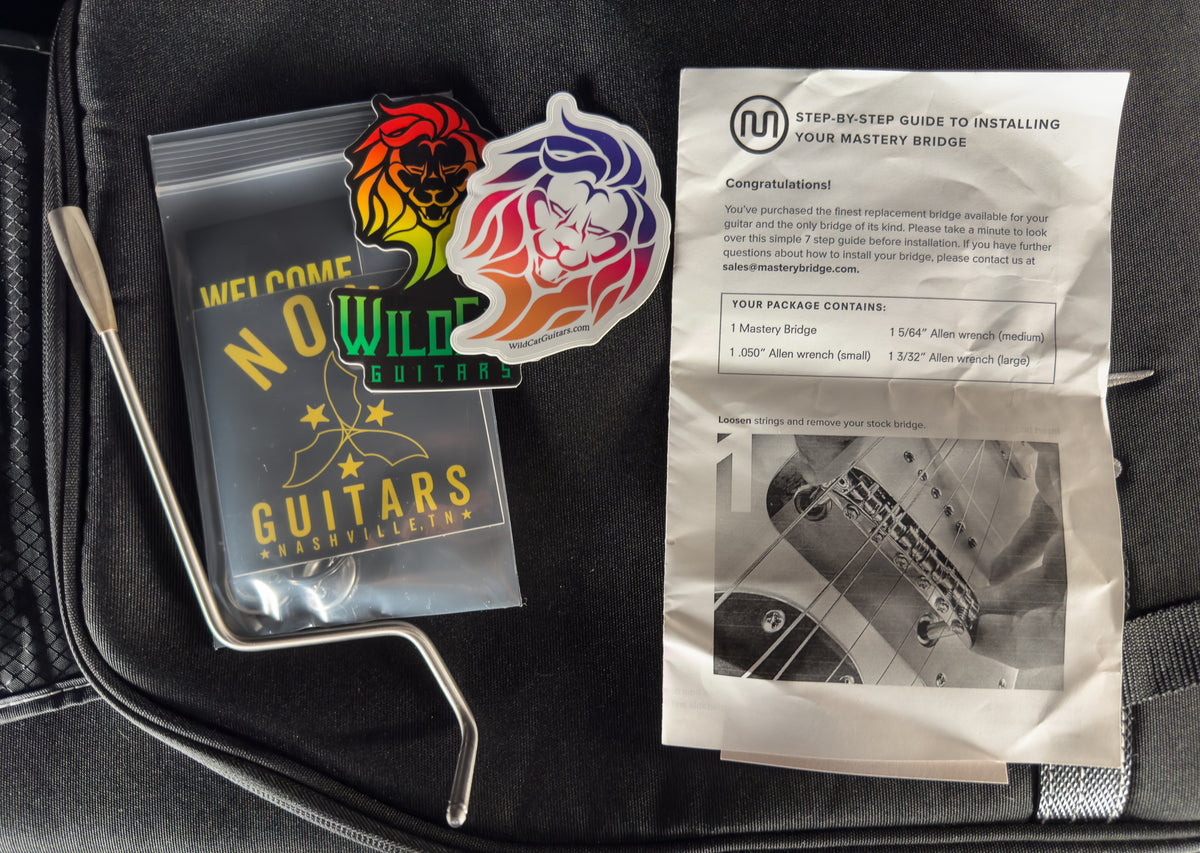 WELCOME
NO
GUITARS
★NASHVILLE, TN★
WILDC
GUITARS
WildCatGuitars.com
STEP-BY-STEP GUIDE TO INSTALLING
YOUR MASTERY BRIDGE
Congratulations!
You've purchased the finest replacement bridge available for your
guitar and the only bridge of its kind. Please take a minute to look
over this simple 7 step guide before installation. If you have further
questions about how to install your bridge, please contact us at
sales@masterybridge.com.
YOUR PACKAGE CONTAINS:
1 Mastery Bridge 1 5/64" Allen wrench (medium)
1 .050" Allen wrench (small) 1 3/32" Allen wrench (large)
Loosen strings and remove your stock bridge.
1